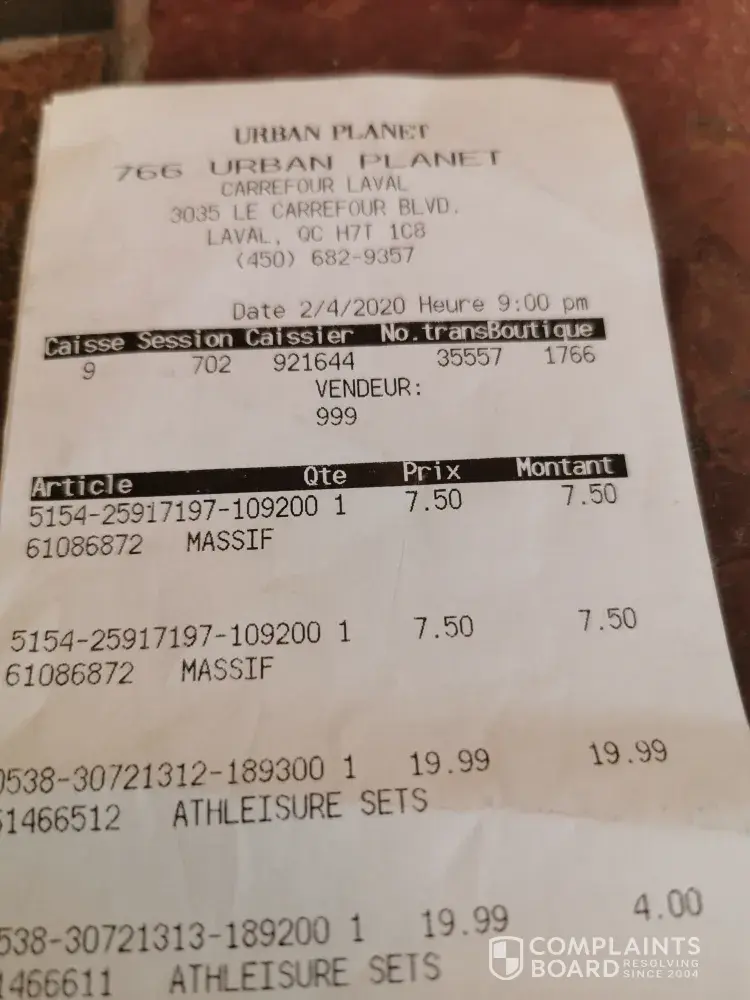 URBAN PLANET
766 URBAN PLANET
CARREFOUR LAVAL
3035 LE CARREFOUR BLVD.
LAVAL, QC H7T 1C8
(450) 682-9357
Date 2/4/2020 Heure 9:00 pm
Caisse Session Caissier No.transBoutique
9 702 921644 35557 1766
VENDEUR:
999
Article Qte Prix Montant
5154-25917197-109200 1 7.50 7.50
61086872 MASSIF
5154-25917197-109200 1 7.50 7.50
61086872 MASSIF
0538-30721312-189300 1 19.99 19.99
61466512 ATHLEISURE SETS
538-30721313-189200 1 19.99 4.00
1466611 ATHLEISURE SETS
COMPLAINTS
BOARD RESOLVING
SINCE 2004